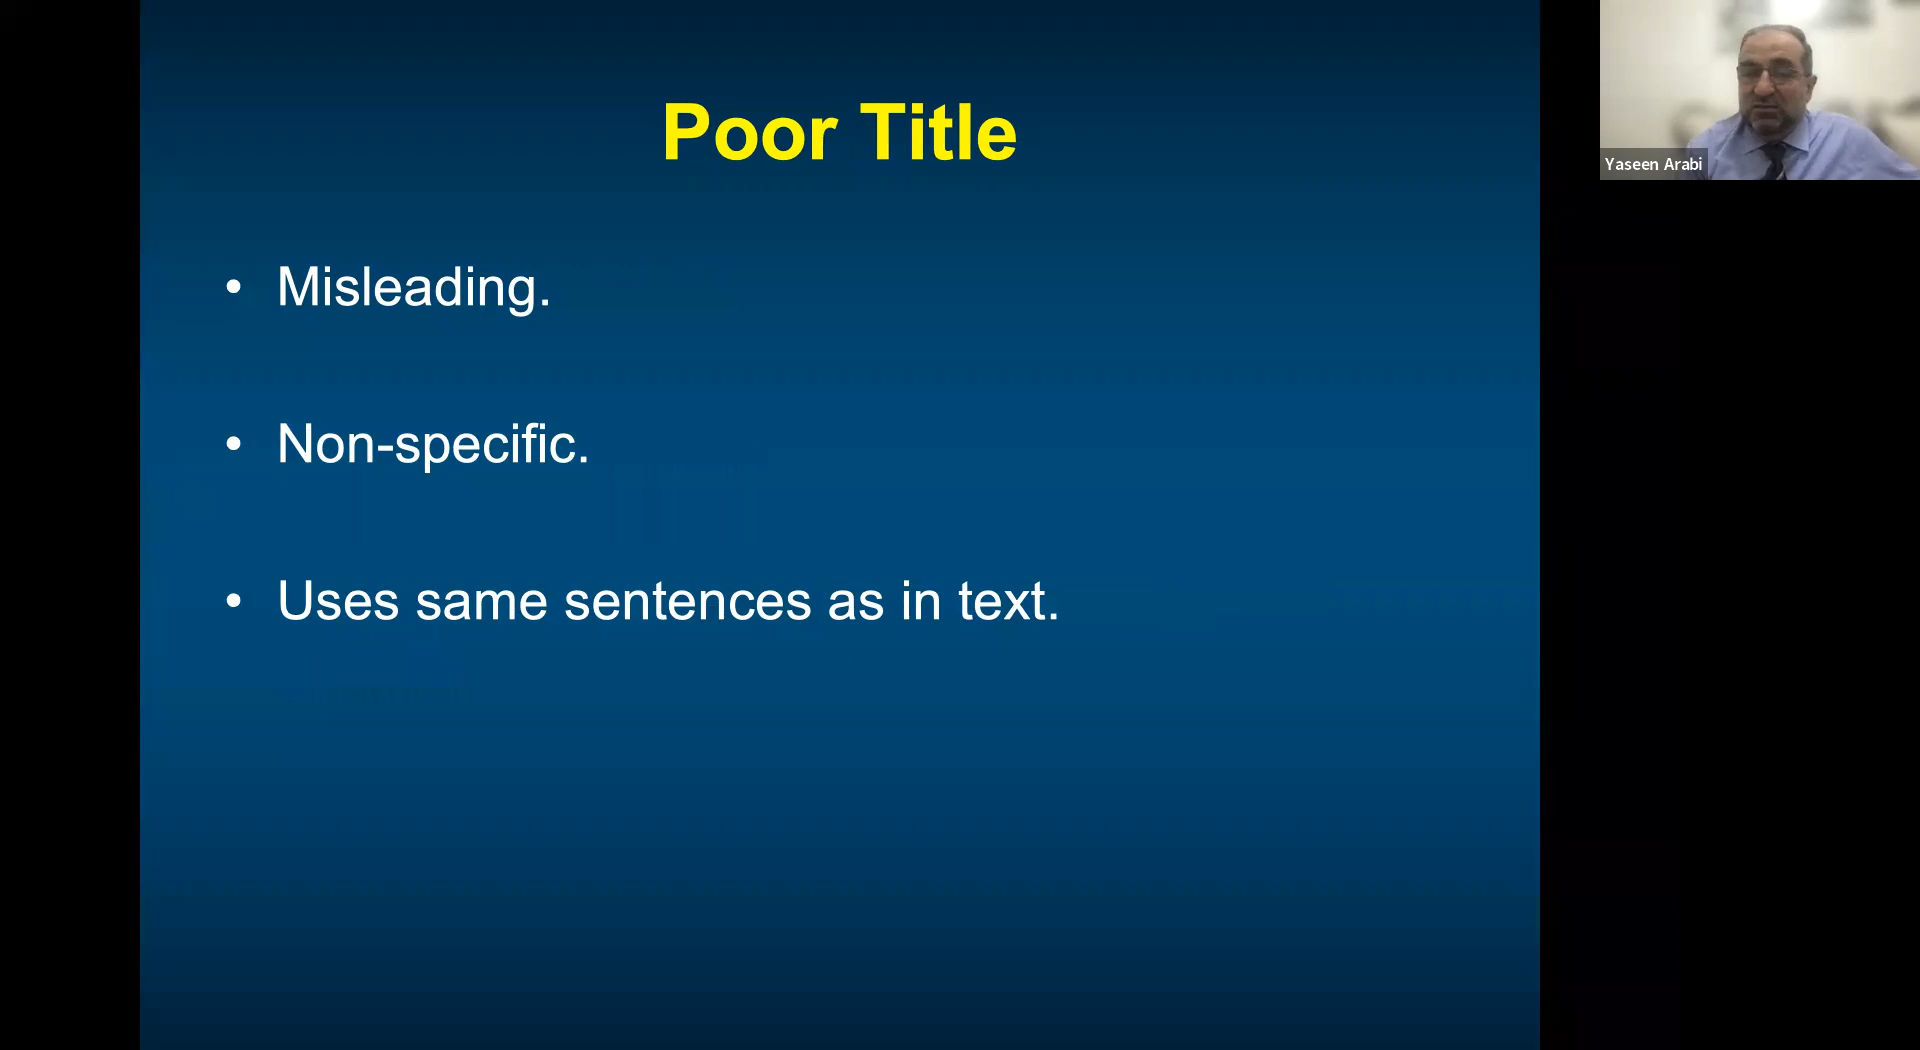 Poor Title
• Misleading.
• Non-specific.
• Uses same sentences as in text.
Yaseen Arabi